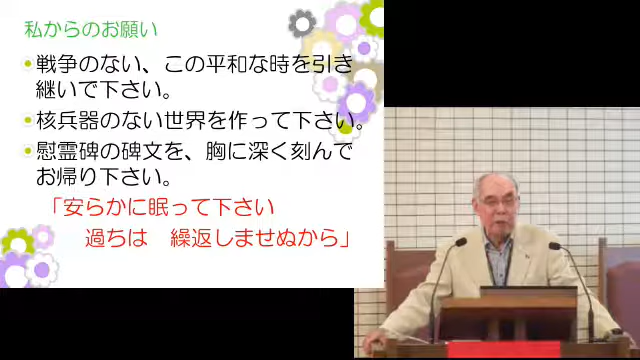 私からのお願い
戦争のない、この平和な時を引き
継いで下さい。
核兵器のない世界を作って下さい。
慰霊碑の碑文を、胸に深く刻んで
お帰り下さい。
「安らかに眠って下さい
過ちは 繰返しませぬから」